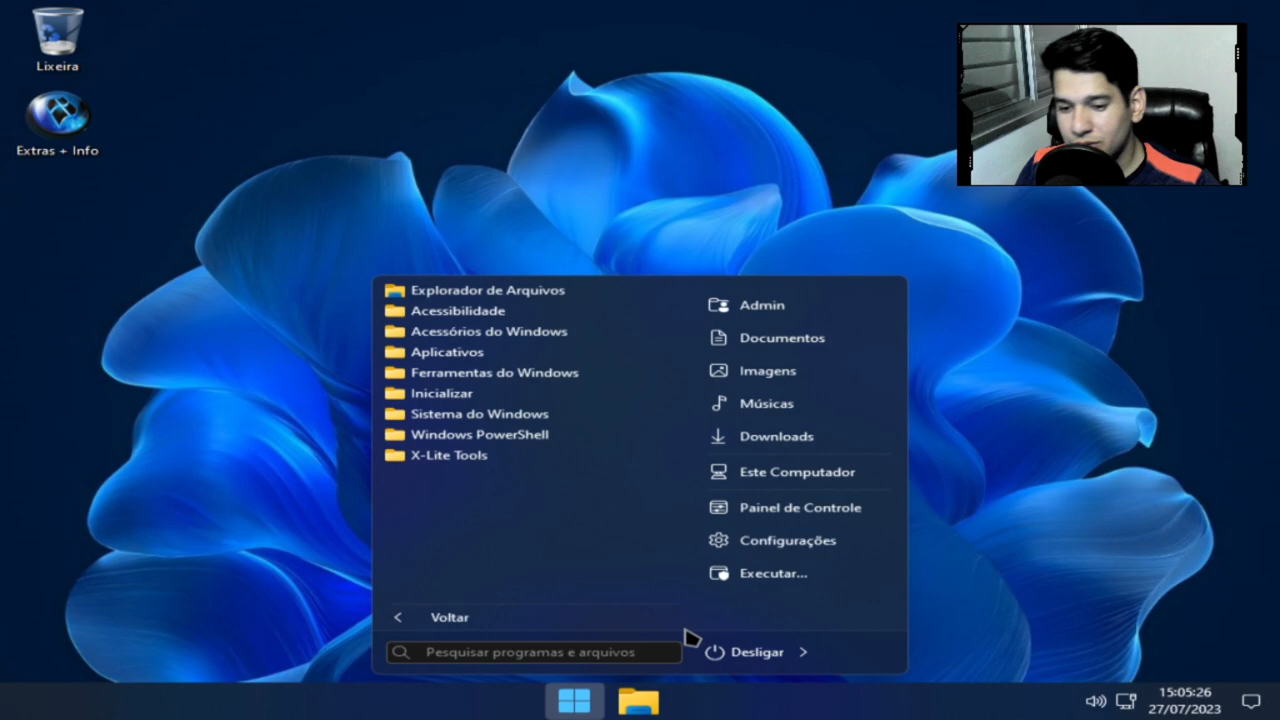 Lixeira
Extras + Info
Explorador de Arquivos
Acessibilidade
Acessórios do Windows
Aplicativos
Ferramentas do Windows
Inicializar
Sistema do Windows
Windows PowerShell
X-Lite Tools
Voltar
Pesquisar programas e arquivos
Admin
Documentos
Imagens
Músicas
Downloads
Este Computador
Painel de Controle
Configurações
Executar...
Desligar
15:05:26
27/07/2023